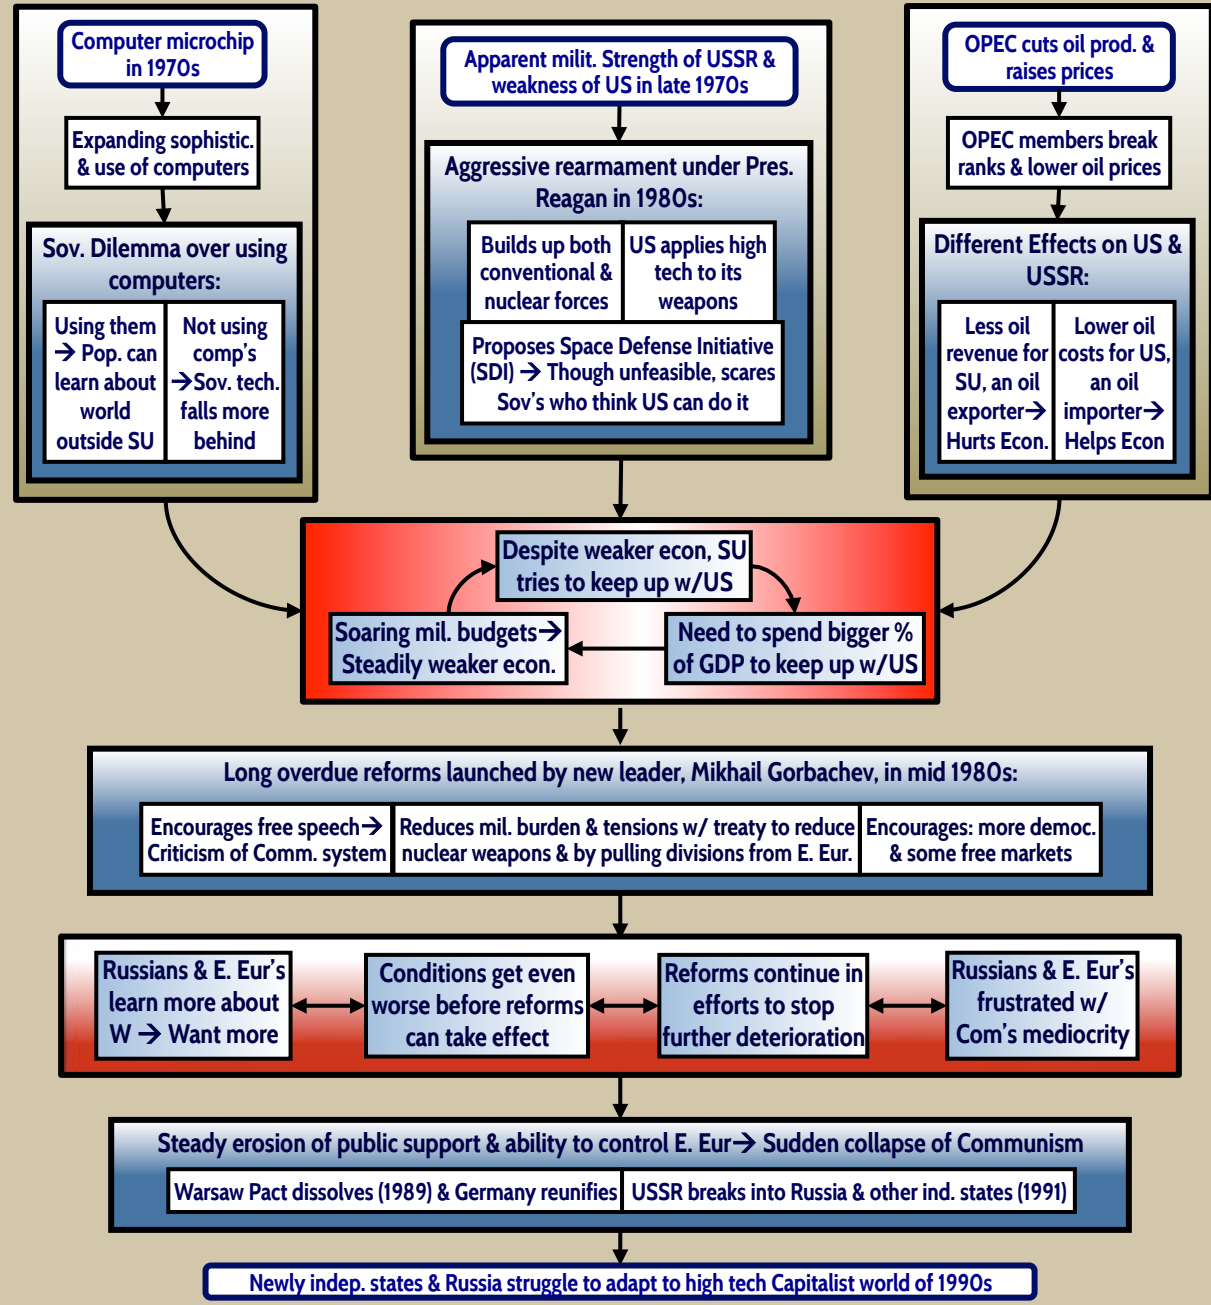 Computer microchip
in 1970s
Expanding sophistic.
& use of computers
Sov. Dilemma over using
computers:
Using them
→ Pop. can
learn about
world
outside SU
Not using
comp's
→Sov. tech.
falls more
behind
Apparent milit. Strength of USSR &
weakness of US in late 1970s
Aggressive rearmament under Pres.
Reagan in 1980s:
Builds up both
conventional &
nuclear forces
US applies high
tech to its
weapons
Proposes Space Defense Initiative
(SDI) → Though unfeasible, scares
Sov's who think US can do it
OPEC cuts oil prod. &
raises prices
OPEC members break
ranks & lower oil prices
Different Effects on US &
USSR:
Less oil
revenue for
SU, an oil
exporter→
Hurts Econ.
Lower oil
costs for US,
an oil
importer→
Helps Econ
Despite weaker econ, SU
tries to keep up w/US
Soaring mil. budgets→
Steadily weaker econ.
Need to spend bigger %
of GDP to keep up w/US
Long overdue reforms launched by new leader, Mikhail Gorbachev, in mid 1980s:
Encourages free speech→
Criticism of Comm. system
Reduces mil. burden & tensions w/ treaty to reduce
nuclear weapons & by pulling divisions from E. Eur.
Encourages: more democ.
& some free markets
Russians & E. Eur's
learn more about
W → Want more
Conditions get even
worse before reforms
can take effect
Reforms continue in
efforts to stop
further deterioration
Russians & E. Eur's
frustrated w/
Com's mediocrity
Steady erosion of public support & ability to control E. Eur→ Sudden collapse of Communism
Warsaw Pact dissolves (1989) & Germany reunifies
USSR breaks into Russia & other ind. states (1991)
Newly indep. states & Russia struggle to adapt to high tech Capitalist world of 1990s